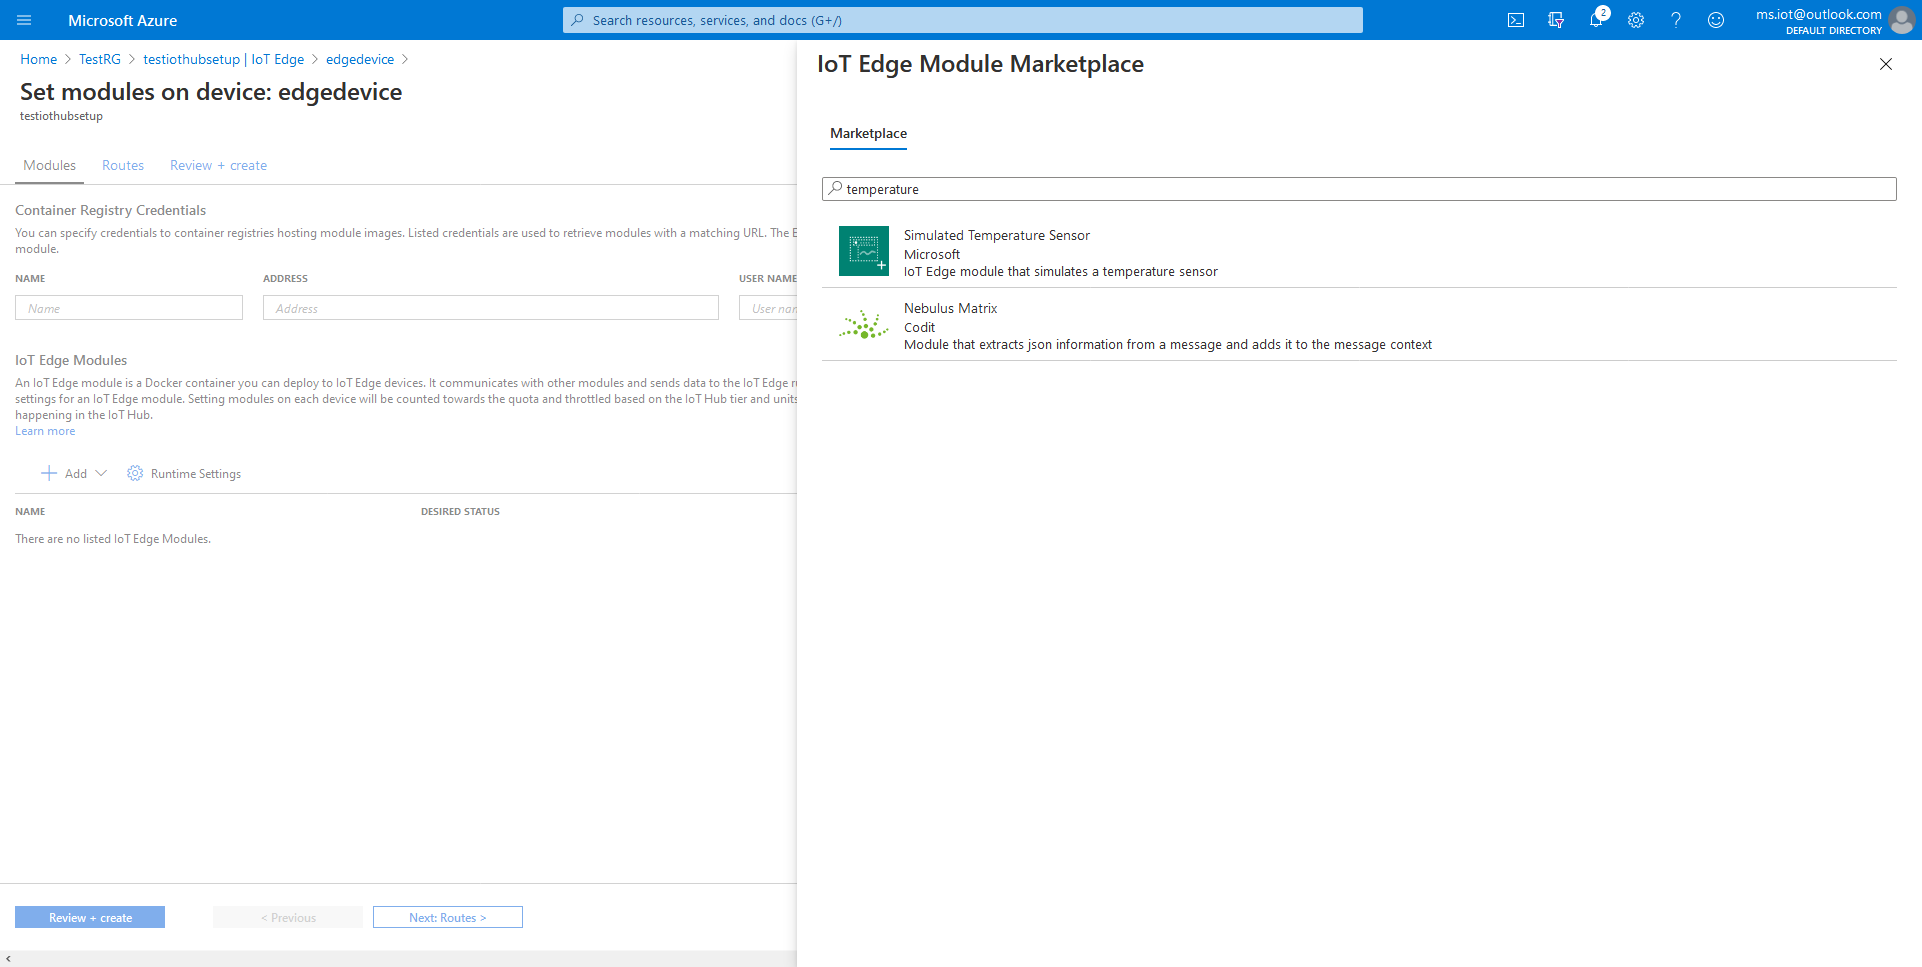 Microsoft Azure
Search resources, services, and docs (G+/)
2
ms.iot@outlook.com
DEFAULT DIRECTORY
Home > TestRG > testiothubsetup | IoT Edge > edgedevice >
Set modules on device: edgedevice
testiothubsetup
Modules Routes Review + create
Container Registry Credentials
You can specify credentials to container registries hosting module images. Listed credentials are used to retrieve modules with a matching URL. The E
module.
NAME ADDRESS USER NAME
Name Address User nan
IoT Edge Modules
An IoT Edge module is a Docker container you can deploy to IoT Edge devices. It communicates with other modules and sends data to the IoT Edge ru
settings for an IoT Edge module. Setting modules on each device will be counted towards the quota and throttled based on the IoT Hub tier and units
happening in the IoT Hub.
Learn more
Add Runtime Settings
NAME DESIRED STATUS
There are no listed IoT Edge Modules.
Review + create < Previous Next: Routes >
IoT Edge Module Marketplace
Marketplace
temperature
Simulated Temperature Sensor
Microsoft
IoT Edge module that simulates a temperature sensor
Nebulus Matrix
Codit
Module that extracts json information from a message and adds it to the message context